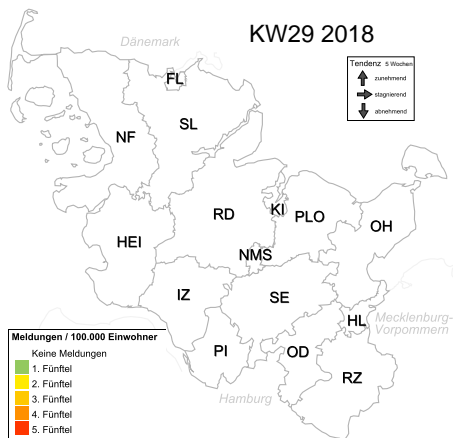 KW29 2018
Dänemark
Tendenz 5 Wochen
zunehmend
stagnierend
abnehmend
FL
SL
NF
RD
KI
PLO
OH
HEI
NMS
IZ
SE
HL
Mecklenburg-
Vorpommern
PI
OD
RZ
Hamburg
Meldungen / 100.000 Einwohner
Keine Meldungen
1. Fünftel
2. Fünftel
3. Fünftel
4. Fünftel
5. Fünftel